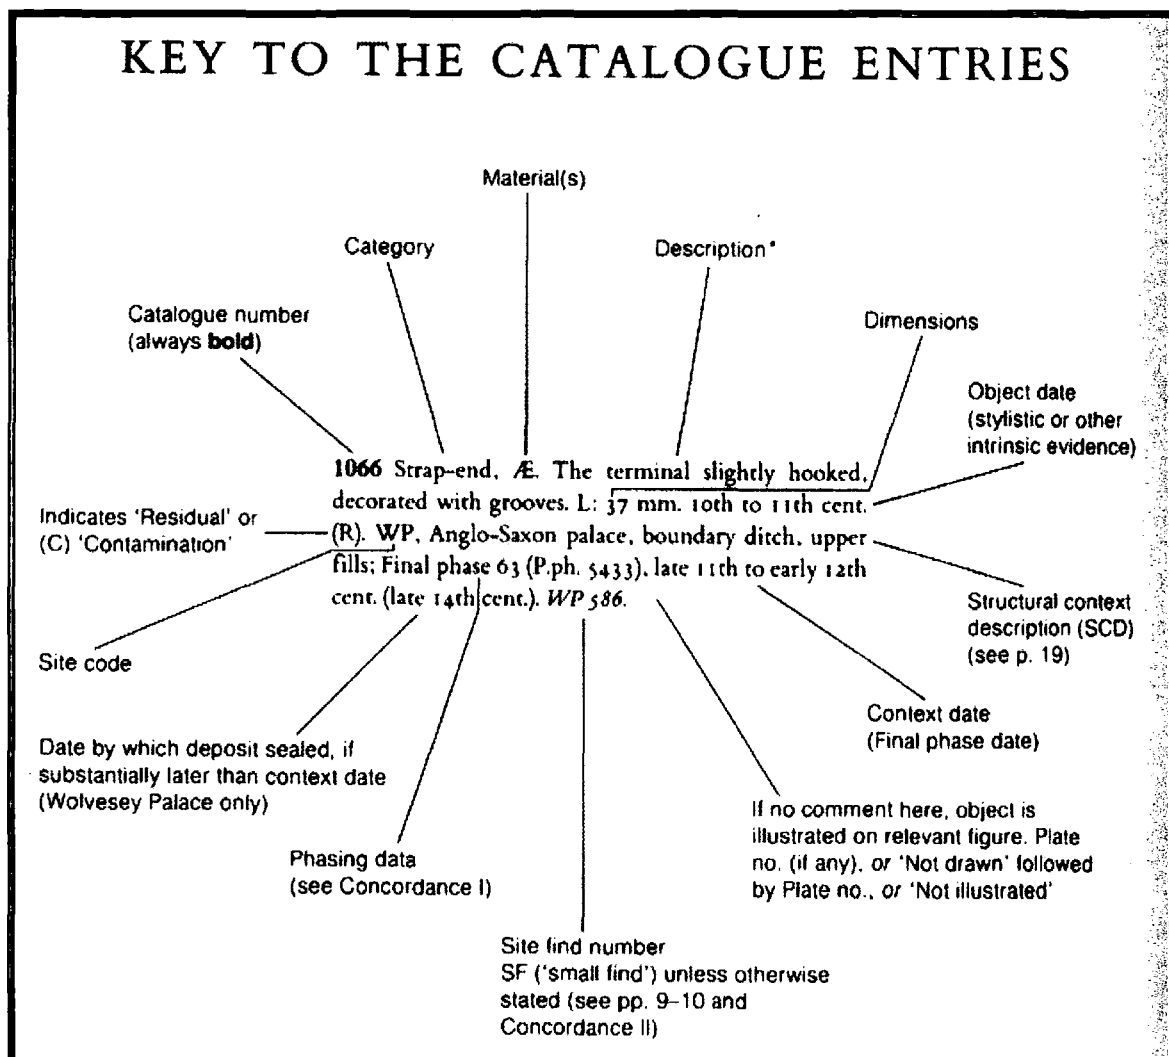 KEY TO THE CATALOGUE ENTRIES
Material(s)
Category
Description*
Catalogue number
(always bold)
Dimensions
Object date
(stylistic or other
intrinsic evidence)
1066 Strap-end, Æ. The terminal slightly hooked,
decorated with grooves. L: 37 mm. 10th to 11th cent.
(R). WP, Anglo-Saxon palace, boundary ditch, upper
fills; Final phase 63 (P.ph. 5433), late 11th to early 12th
cent. (late 14th cent.). WP 586.
Indicates 'Residual' or
(C) 'Contamination'
Structural context
description (SCD)
(see p. 19)
Site code
Context date
(Final phase date)
Date by which deposit sealed, if
substantially later than context date
(Wolvesey Palace only)
If no comment here, object is
illustrated on relevant figure. Plate
no. (if any), or 'Not drawn' followed
by Plate no., or 'Not illustrated'
Phasing data
(see Concordance I)
Site find number
SF ('small find') unless otherwise
stated (see pp. 9–10 and
Concordance II)